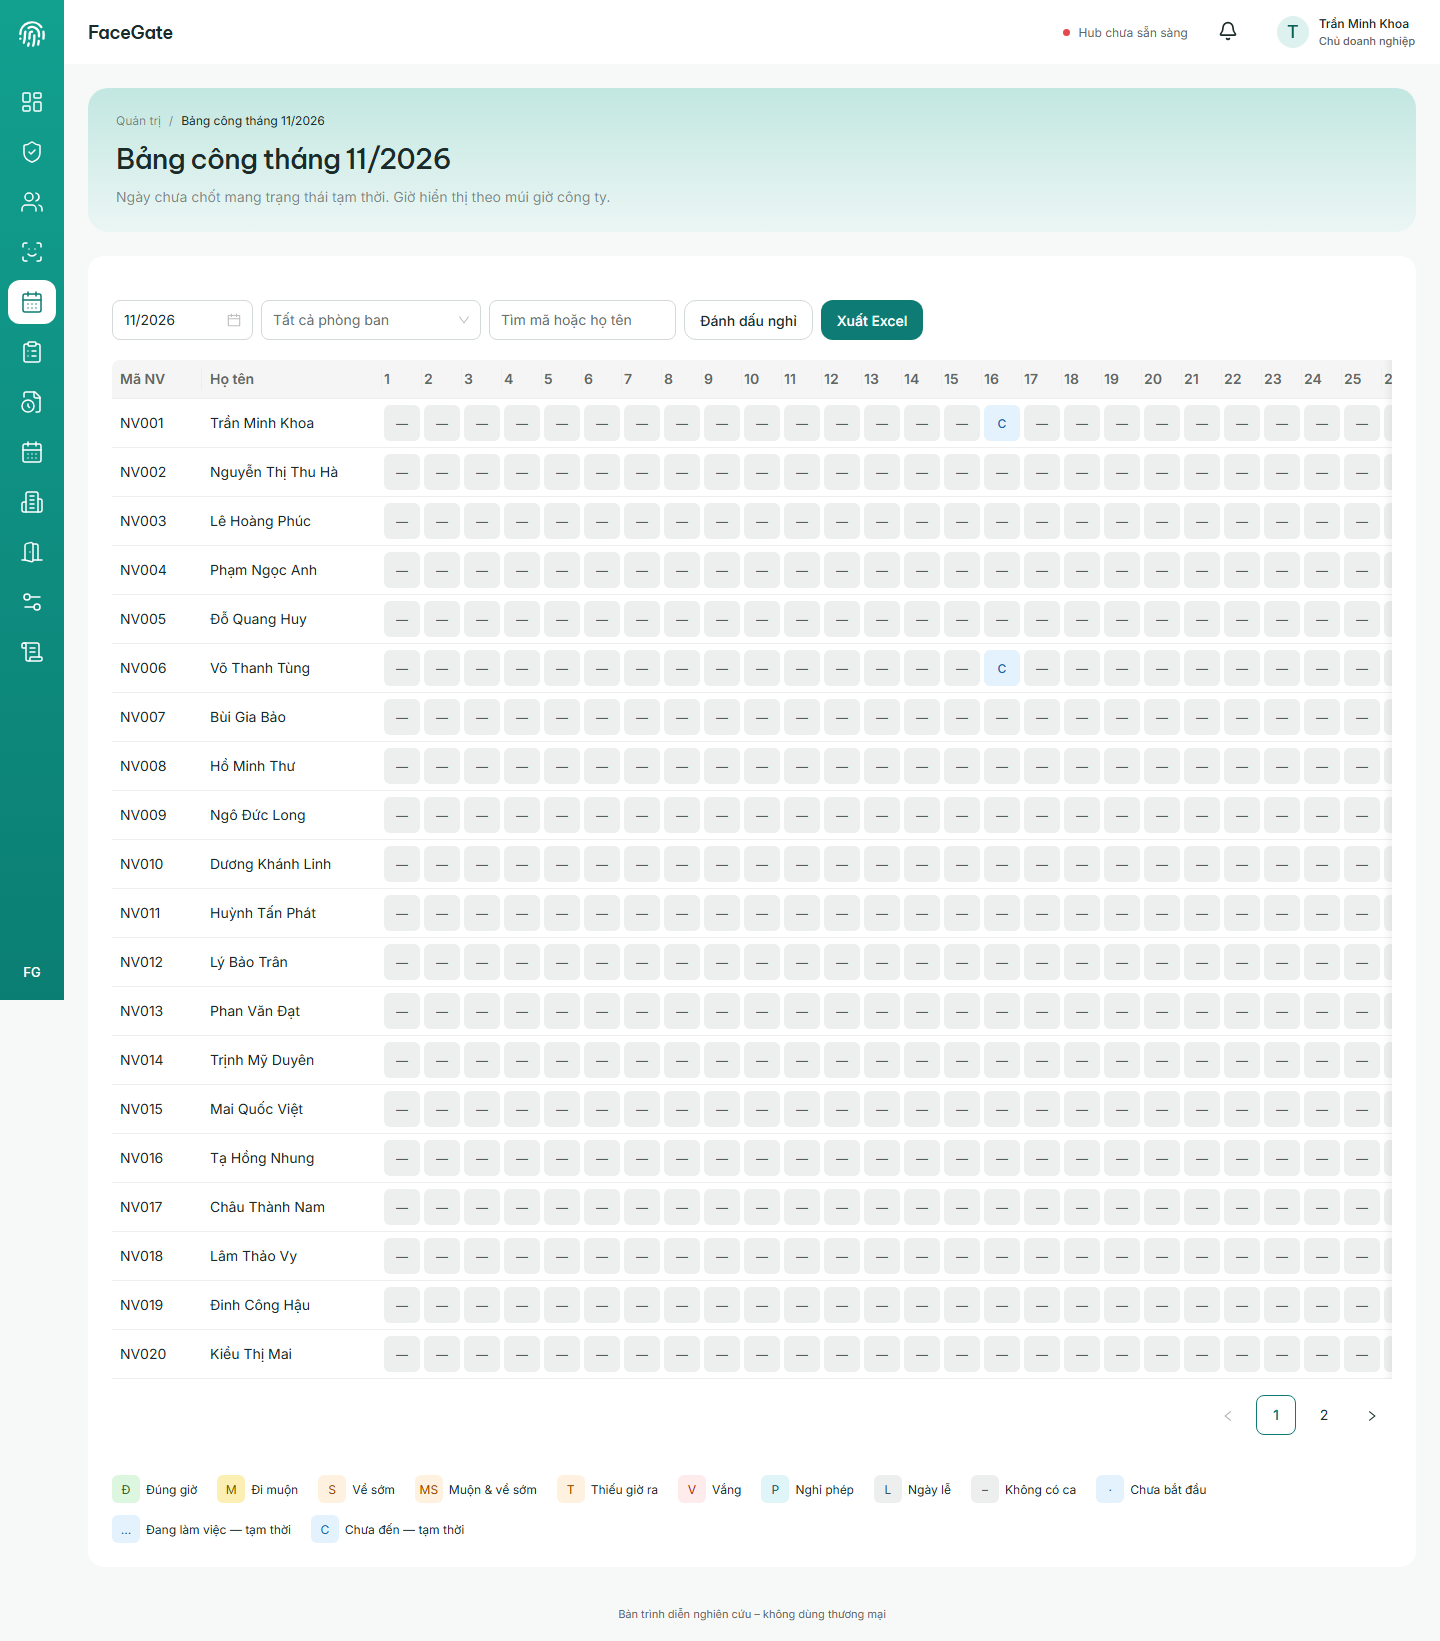 FaceGate
Hub chưa sẵn sàng
T
Trần Minh Khoa
Chủ doanh nghiệp
Quản trị / Bảng công tháng 11/2026
Bảng công tháng 11/2026
Ngày chưa chốt mang trạng thái tạm thời. Giờ hiển thị theo múi giờ công ty.
11/2026 Tất cả phòng ban Tìm mã hoặc họ tên Đánh dấu nghỉ Xuất Excel
Mã NV Họ tên 1 2 3 4 5 6 7 8 9 10 11 12 13 14 15 16 17 18 19 20 21 22 23 24 25 2
NV001 Trần Minh Khoa — — — — — — — — — — — — — — — C — — — — — — — — —
NV002 Nguyễn Thị Thu Hà — — — — — — — — — — — — — — — — — — — — — — — — —
NV003 Lê Hoàng Phúc — — — — — — — — — — — — — — — — — — — — — — — — —
NV004 Phạm Ngọc Anh — — — — — — — — — — — — — — — — — — — — — — — — —
NV005 Đỗ Quang Huy — — — — — — — — — — — — — — — — — — — — — — — — —
NV006 Võ Thanh Tùng — — — — — — — — — — — — — — — C — — — — — — — — —
NV007 Bùi Gia Bảo — — — — — — — — — — — — — — — — — — — — — — — — —
NV008 Hồ Minh Thư — — — — — — — — — — — — — — — — — — — — — — — — —
NV009 Ngô Đức Long — — — — — — — — — — — — — — — — — — — — — — — — —
NV010 Dương Khánh Linh — — — — — — — — — — — — — — — — — — — — — — — — —
NV011 Huỳnh Tấn Phát — — — — — — — — — — — — — — — — — — — — — — — — —
NV012 Lý Bảo Trân — — — — — — — — — — — — — — — — — — — — — — — — —
NV013 Phan Văn Đạt — — — — — — — — — — — — — — — — — — — — — — — — —
NV014 Trịnh Mỹ Duyên — — — — — — — — — — — — — — — — — — — — — — — — —
NV015 Mai Quốc Việt — — — — — — — — — — — — — — — — — — — — — — — — —
NV016 Tạ Hồng Nhung — — — — — — — — — — — — — — — — — — — — — — — — —
NV017 Châu Thành Nam — — — — — — — — — — — — — — — — — — — — — — — — —
NV018 Lâm Thảo Vy — — — — — — — — — — — — — — — — — — — — — — — — —
NV019 Đinh Công Hậu — — — — — — — — — — — — — — — — — — — — — — — — —
NV020 Kiều Thị Mai — — — — — — — — — — — — — — — — — — — — — — — — —
< 1 2 >
Đ Đúng giờ M Đi muộn S Về sớm MS Muộn & về sớm T Thiếu giờ ra V Vắng P Nghỉ phép L Ngày lễ – Không có ca · Chưa bắt đầu
… Đang làm việc — tạm thời C Chưa đến — tạm thời
FG
Bản trình diễn nghiên cứu – không dùng thương mại